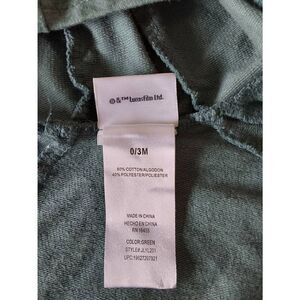 © & ™ Lucasfilm Ltd.
0/3M
60% COTTON/ALGODON
40% POLYESTER/POLIESTER
MADE IN CHINA
HECHO EN CHINA
COLOR:GREEN